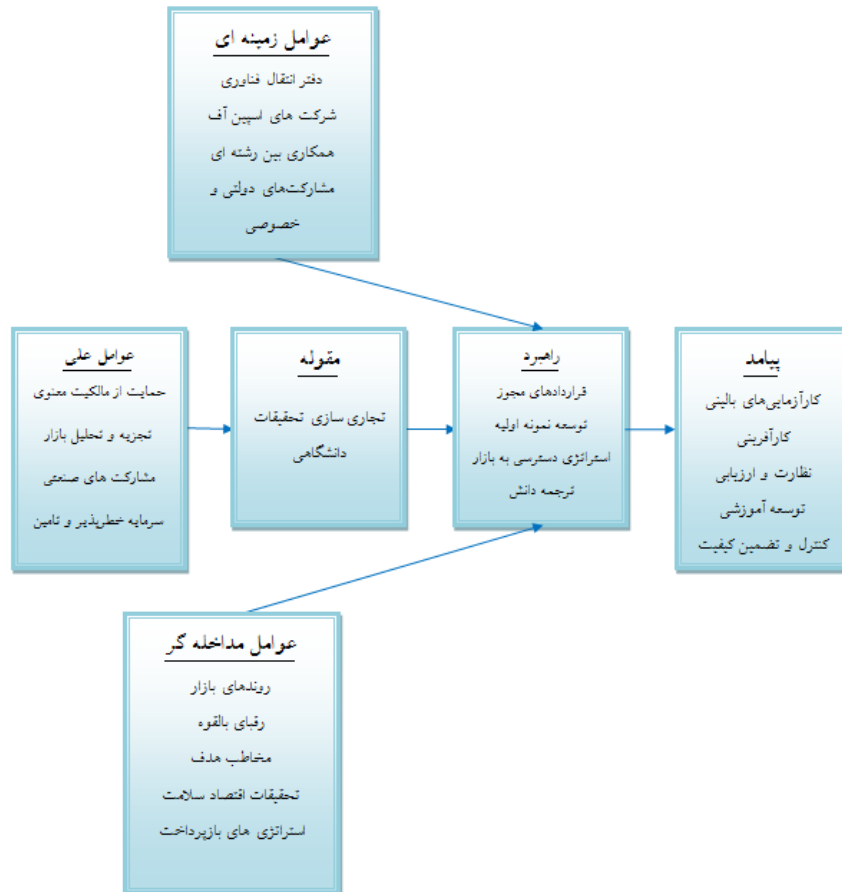 عوامل زمینه ای
دفتر انتقال فناوری
شرکت های اسپین آف
همکاری بین رشته ای
مشارکت‌های دولتی و
خصوصی
عوامل علی
حمایت از مالکیت معنوی
تجزیه و تحلیل بازار
مشارکت های صنعتی
سرمایه خطرپذیر و تامین
مقوله
تجاری سازی تحقیقات
دانشگاهی
راهبرد
قراردادهای مجوز
توسعه نمونه اولیه
استراتژی دسترسی به بازار
ترجمه دانش
پیامد
کارآزمایی‌های بالینی
کارآفرینی
نظارت و ارزیابی
توسعه آموزشی
کنترل و تضمین کیفیت
عوامل مداخله گر
روندهای بازار
رقبای بالقوه
مخاطب هدف
تحقیقات اقتصاد سلامت
استراتژی های بازپرداخت